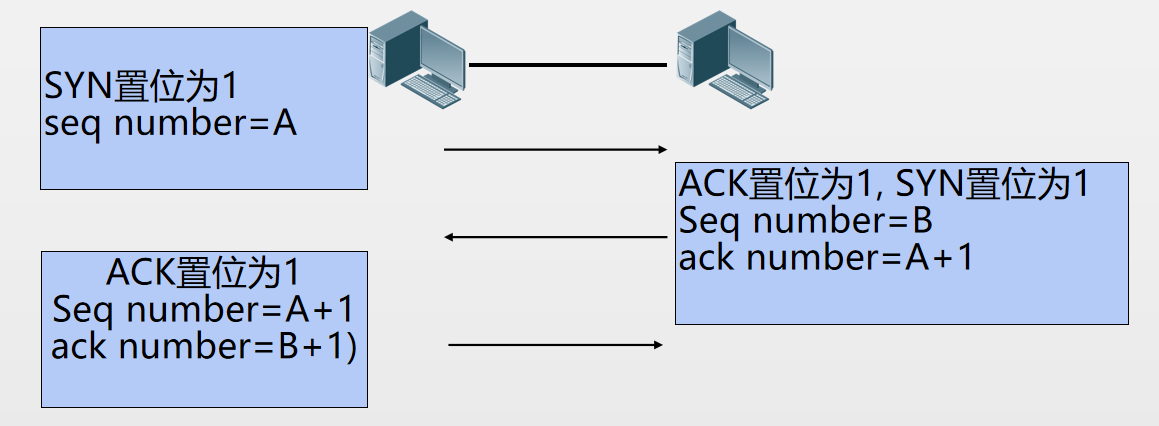 SYN置位为1
seq number=A
ACK置位为1, SYN置位为1
Seq number=B
ack number=A+1
ACK置位为1
Seq number=A+1
ack number=B+1)